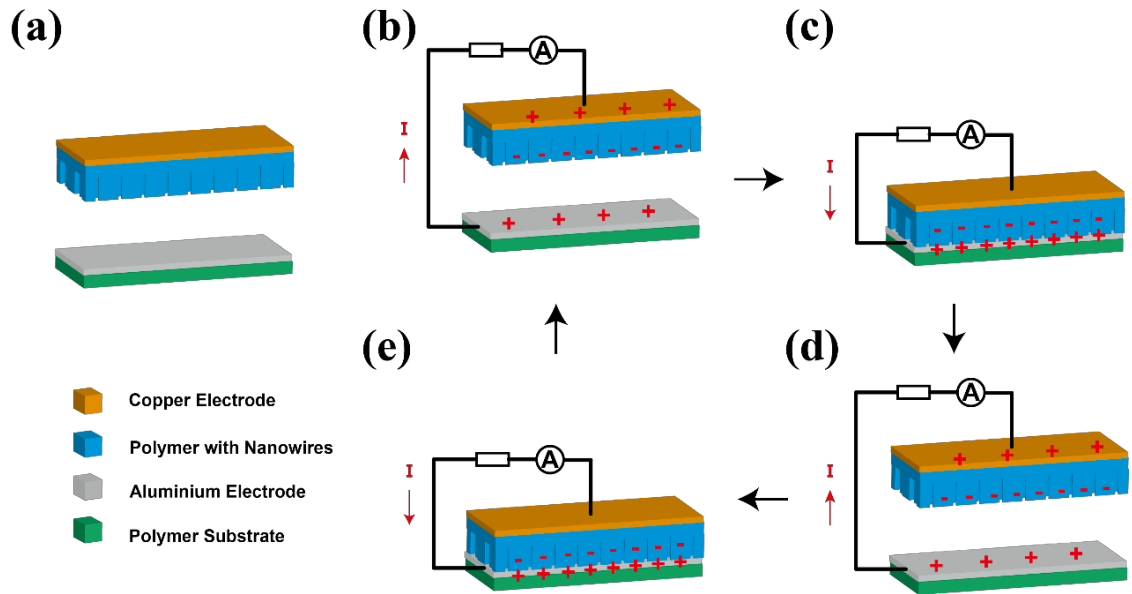 (a)
(b)
(c)
A
I
+ + + +
- - - - - - - -
+ + + +
A
I
- - - - - - - -
+ + + + + + + +
(e)
(d)
A
I
- - - - - - - -
+ + + + + + + +
A
I
+ + + +
- - - - - - - -
+ + + +
Copper Electrode
Polymer with Nanowires
Aluminium Electrode
Polymer Substrate